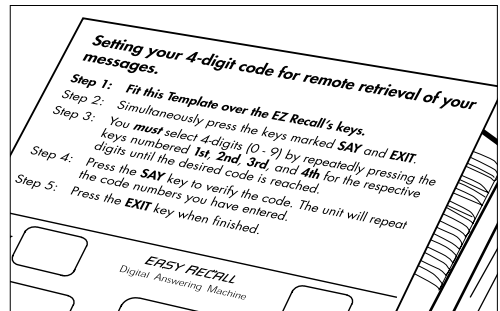 Setting your 4-digit code for remote retrieval of your
messages.
Step 1: Fit this Template over the EZ Recall's keys.
Step 2: Simultaneously press the keys marked SAY and EXIT.
Step 3: You must select 4-digits (0 - 9) by repeatedly pressing the
keys numbered 1st, 2nd, 3rd, and 4th for the respective
digits until the desired code is reached.
Step 4: Press the SAY key to verify the code. The unit will repeat
the code numbers you have entered.
Step 5: Press the EXIT key when finished.
EASY RECALL
Digital Answering Machine